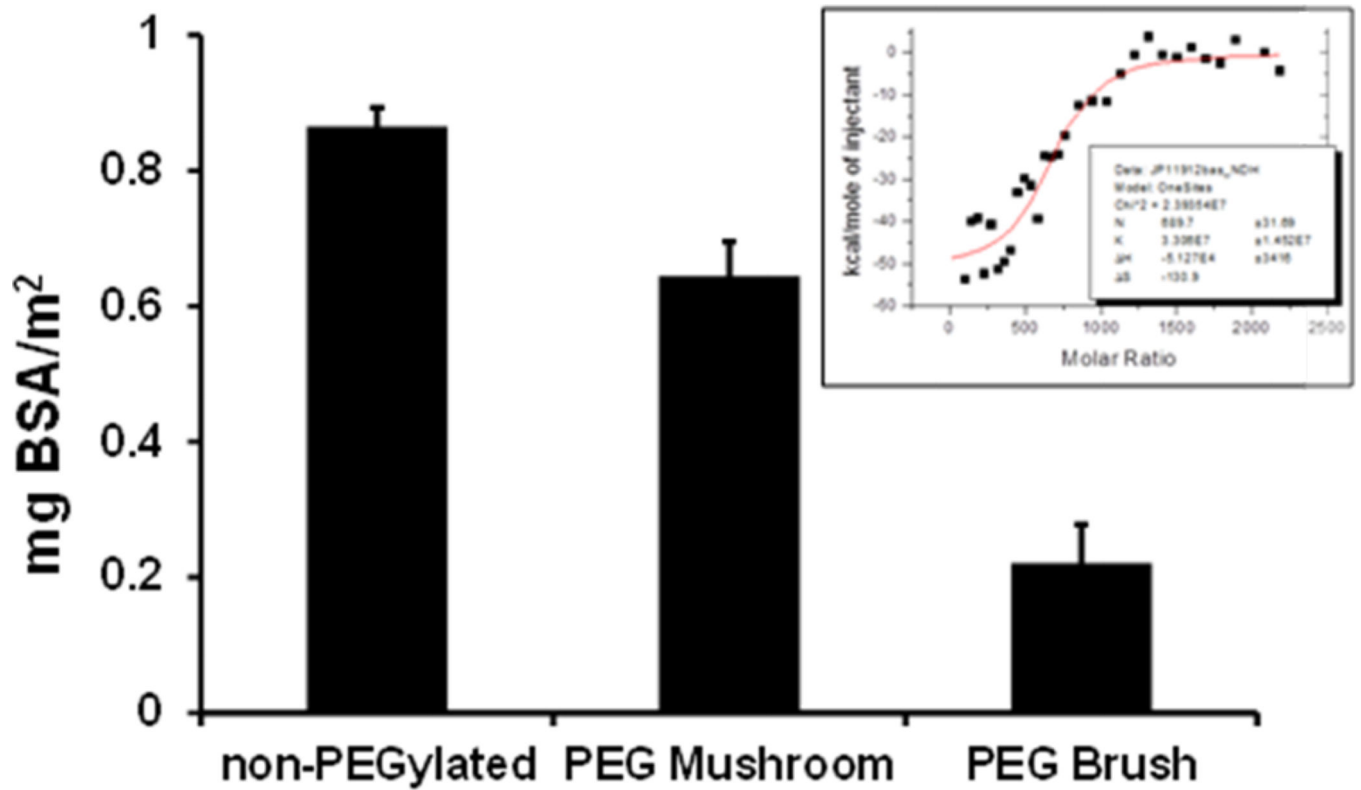 mg BSA/m²
1
0.8
0.6
0.4
0.2
0
non-PEGylated PEG Mushroom PEG Brush
kcal/mole of injectant
0
-10
-20
-30
-40
-50
-60
0 500 1000 1500 2000 2500
Molar Ratio
Model: OneSites
N
K
ΔH
ΔS